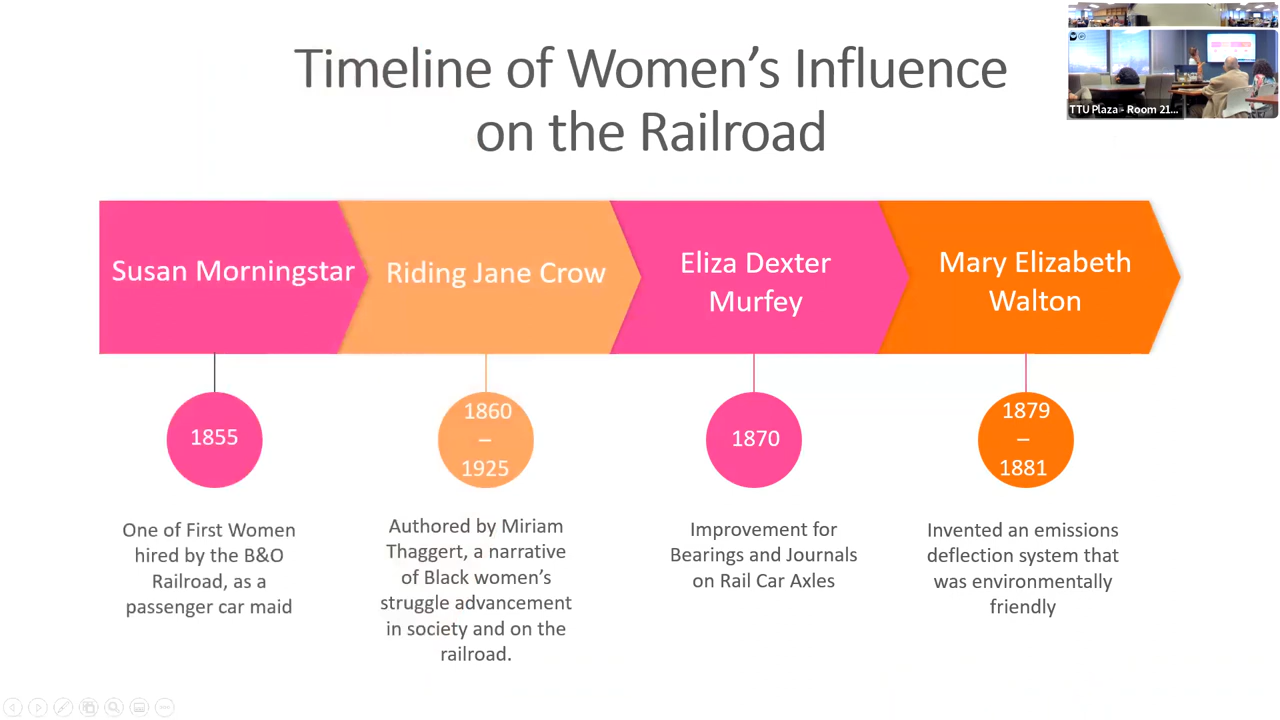 Timeline of Women's Influence
on the Railroad
TTU Plaza - Room 21...
Susan Morningstar
Riding Jane Crow
Eliza Dexter
Murfey
Mary Elizabeth
Walton
1855
1860
–
1925
1870
1879
–
1881
One of First Women
hired by the B&O
Railroad, as a
passenger car maid
Authored by Miriam
Thaggert, a narrative
of Black women's
struggle advancement
in society and on the
railroad.
Improvement for
Bearings and Journals
on Rail Car Axles
Invented an emissions
deflection system that
was environmentally
friendly